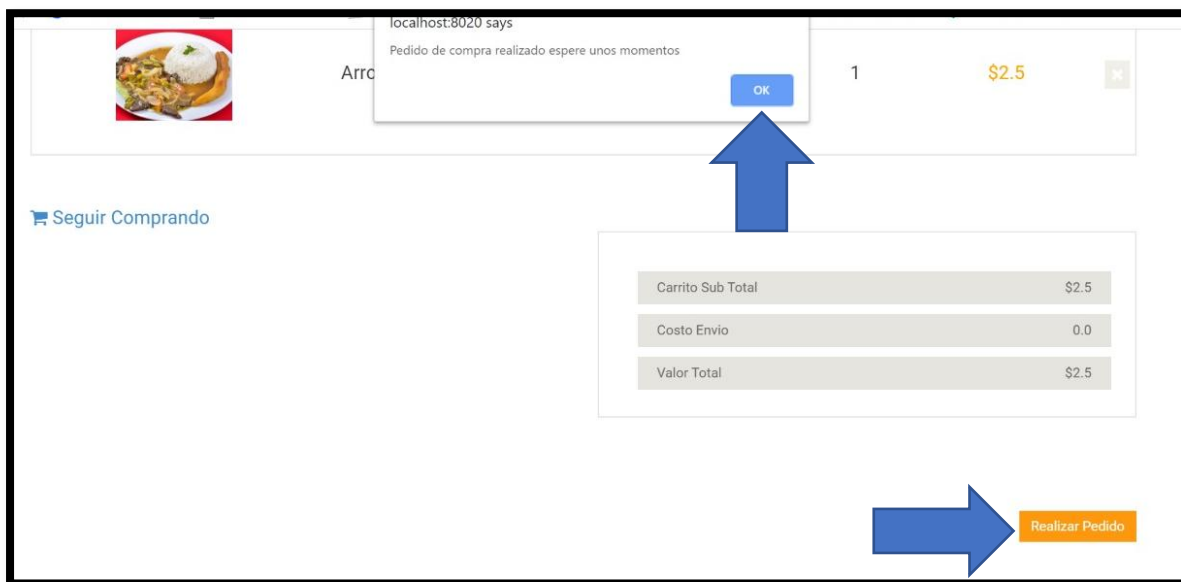 localhost:8020 says
Pedido de compra realizado espere unos momentos
OK
Arro 1 $2.5
Seguir Comprando
Carrito Sub Total $2.5
Costo Envio 0.0
Valor Total $2.5
Realizar Pedido